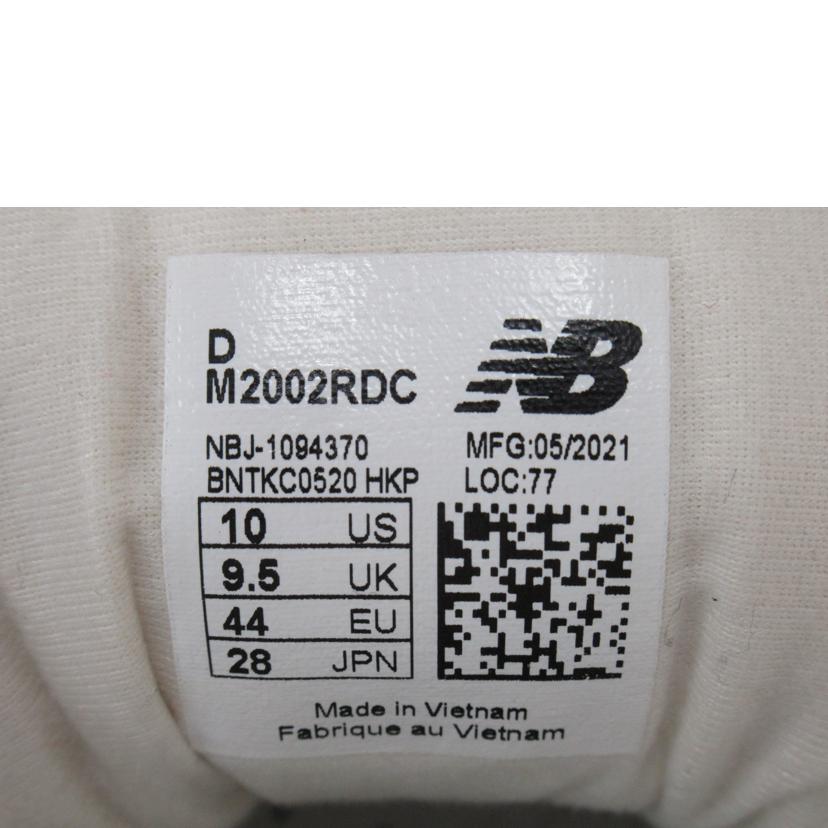 D
M2002RDC
NB
NBJ-1094370 MFG:05/2021
BNTKC0520 HKP LOC:77
10 US
9.5 UK
44 EU
28 JPN
Made in Vietnam
Fabrique au Vietnam